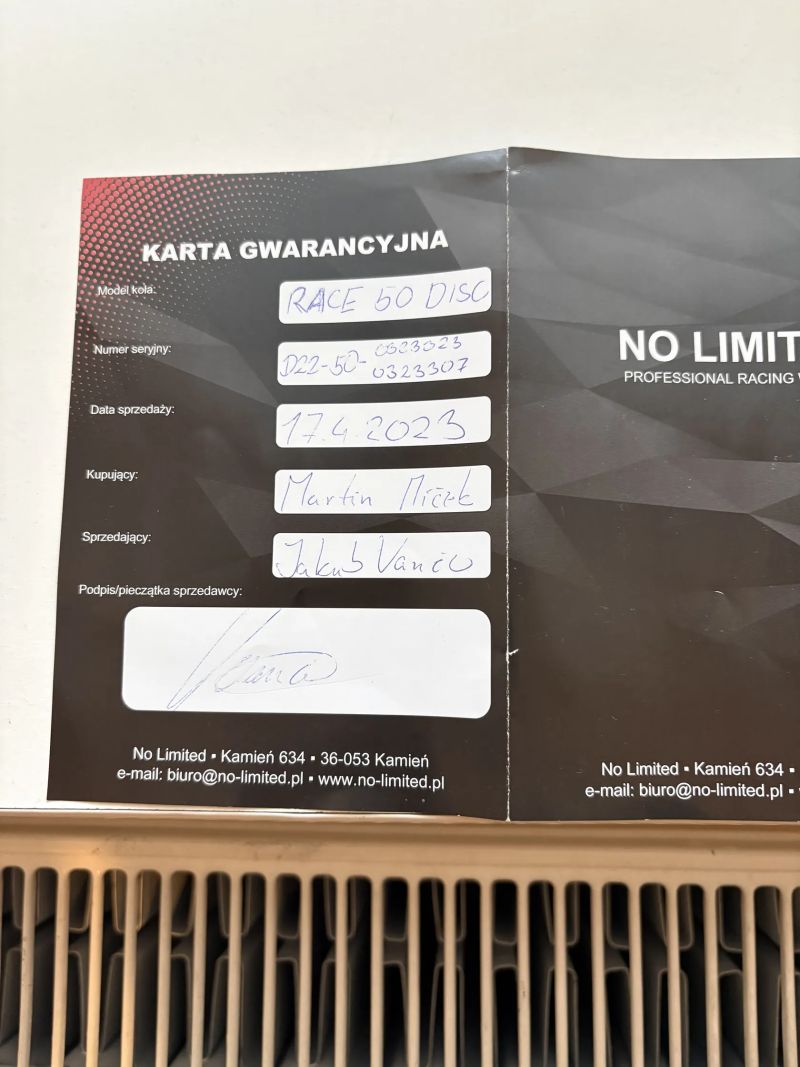 KARTA GWARANCYJNA
Model koła:
RACE 50 DISC
Numer seryjny:
D22-50-0323023
0323307
Data sprzedaży:
17.4.2023
Kupujący:
Martin Miček
Sprzedający:
Jakub
Podpis/pieczątka sprzedawcy:
No Limited ▪ Kamień 634 ▪ 36-053 Kamień
e-mail: biuro@no-limited.pl ▪ www.no-limited.pl
NO LIMIT
PROFESSIONAL RACING
No Limited ▪ Kamień 634 ▪
e-mail: biuro@no-limited.pl ▪